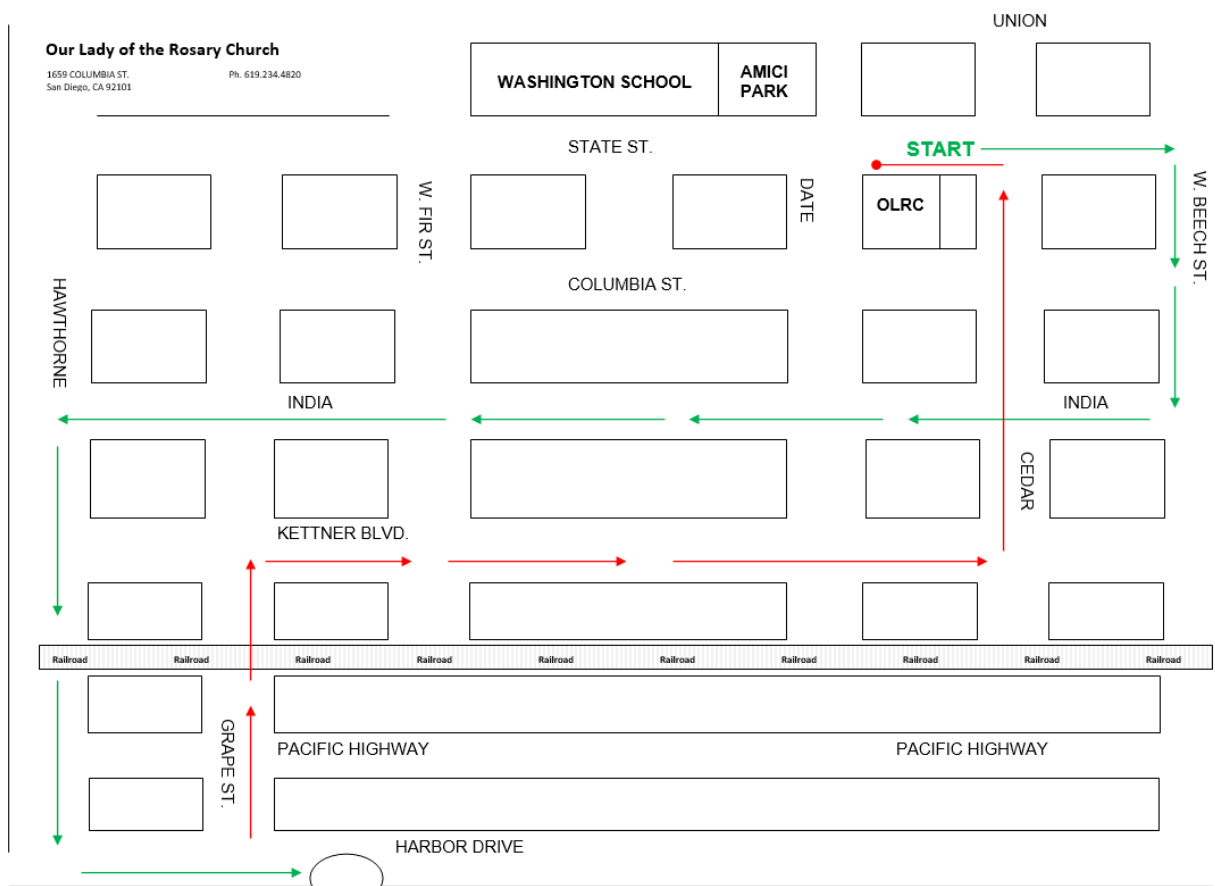 UNION
Our Lady of the Rosary Church
1659 COLUMBIA ST. Ph. 619.234.4820
San Diego, CA 92101
WASHINGTON SCHOOL
AMICI
PARK
STATE ST.
START
W. FIR ST.
DATE
OLRC
W. BEECH ST.
COLUMBIA ST.
HAWTHORNE
INDIA
INDIA
CEDAR
KETTNER BLVD.
Railroad Railroad Railroad Railroad Railroad Railroad Railroad Railroad Railroad Railroad
GRAPE ST.
PACIFIC HIGHWAY PACIFIC HIGHWAY
HARBOR DRIVE